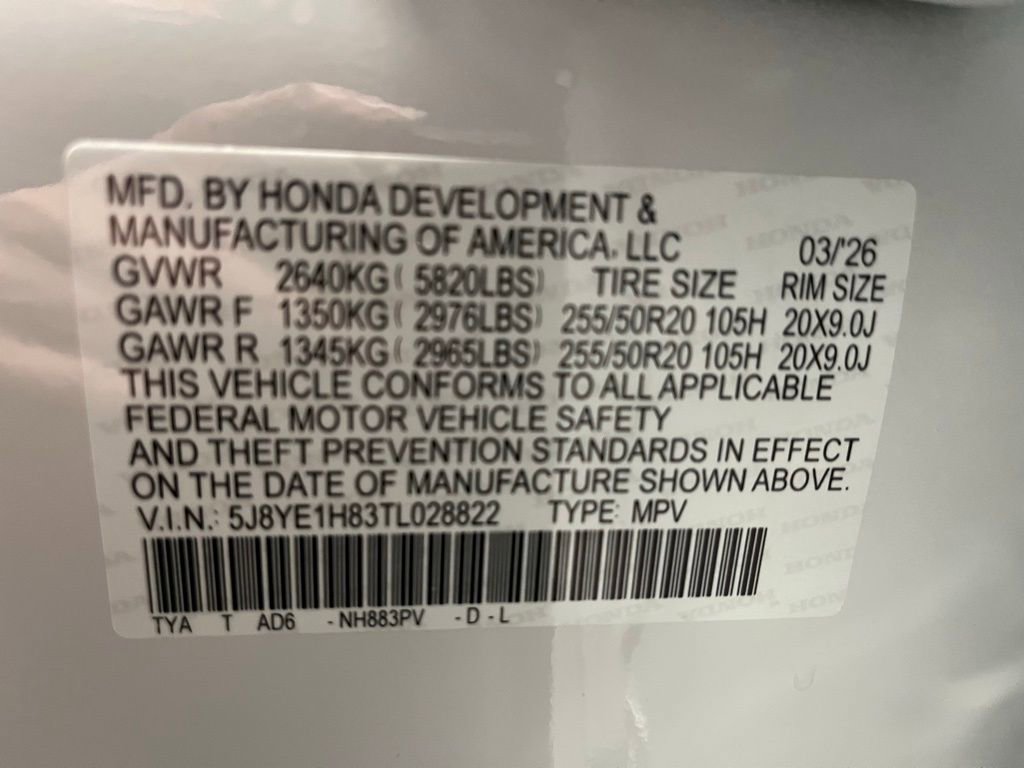 MFD. BY HONDA DEVELOPMENT &
MANUFACTURING OF AMERICA, LLC 03/'26
GVWR 2640KG ( 5820LBS) TIRE SIZE RIM SIZE
GAWR F 1350KG ( 2976LBS) 255/50R20 105H 20X9.0J
GAWR R 1345KG ( 2965LBS) 255/50R20 105H 20X9.0J
THIS VEHICLE CONFORMS TO ALL APPLICABLE
FEDERAL MOTOR VEHICLE SAFETY
AND THEFT PREVENTION STANDARDS IN EFFECT
ON THE DATE OF MANUFACTURE SHOWN ABOVE.
V.I.N.: 5J8YE1H83TL028822 TYPE: MPV
TYA T AD6 - NH883PV - D - L